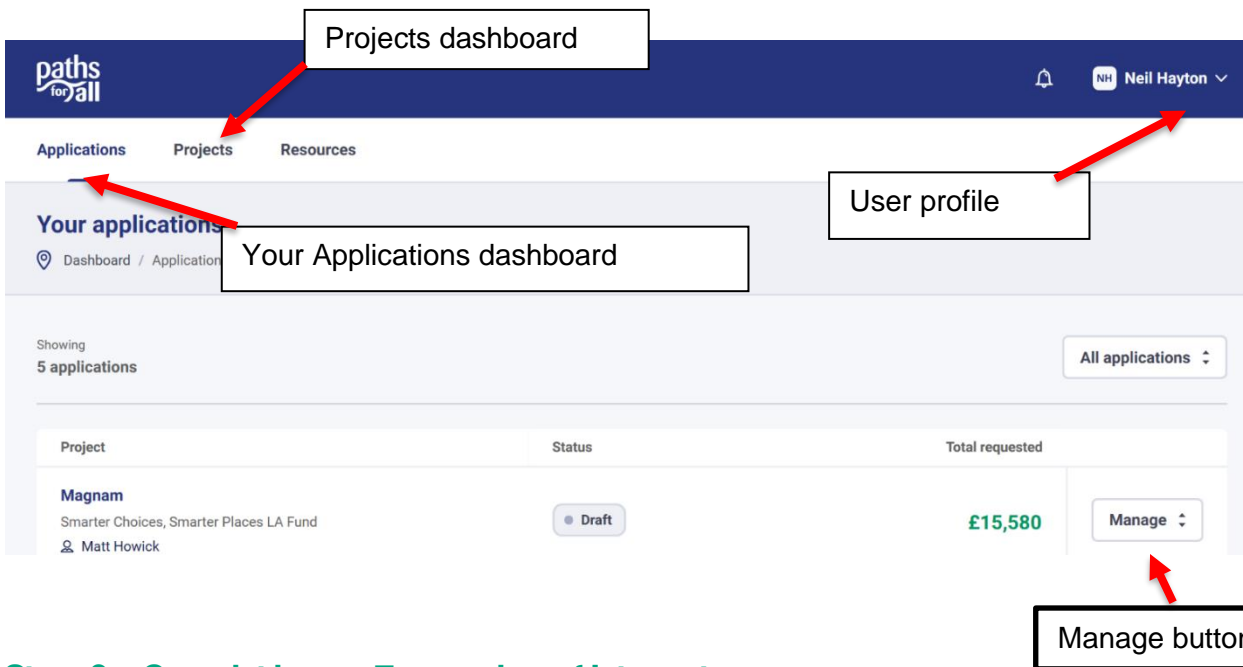 Projects dashboard
paths
for all
NH Neil Hayton
Applications Projects Resources
User profile
Your applications
Your Applications dashboard
Dashboard / Application
Showing
5 applications
All applications
Project Status Total requested
Magnam
Smarter Choices, Smarter Places LA Fund
Matt Howick
Draft
£15,580
Manage
Manage button